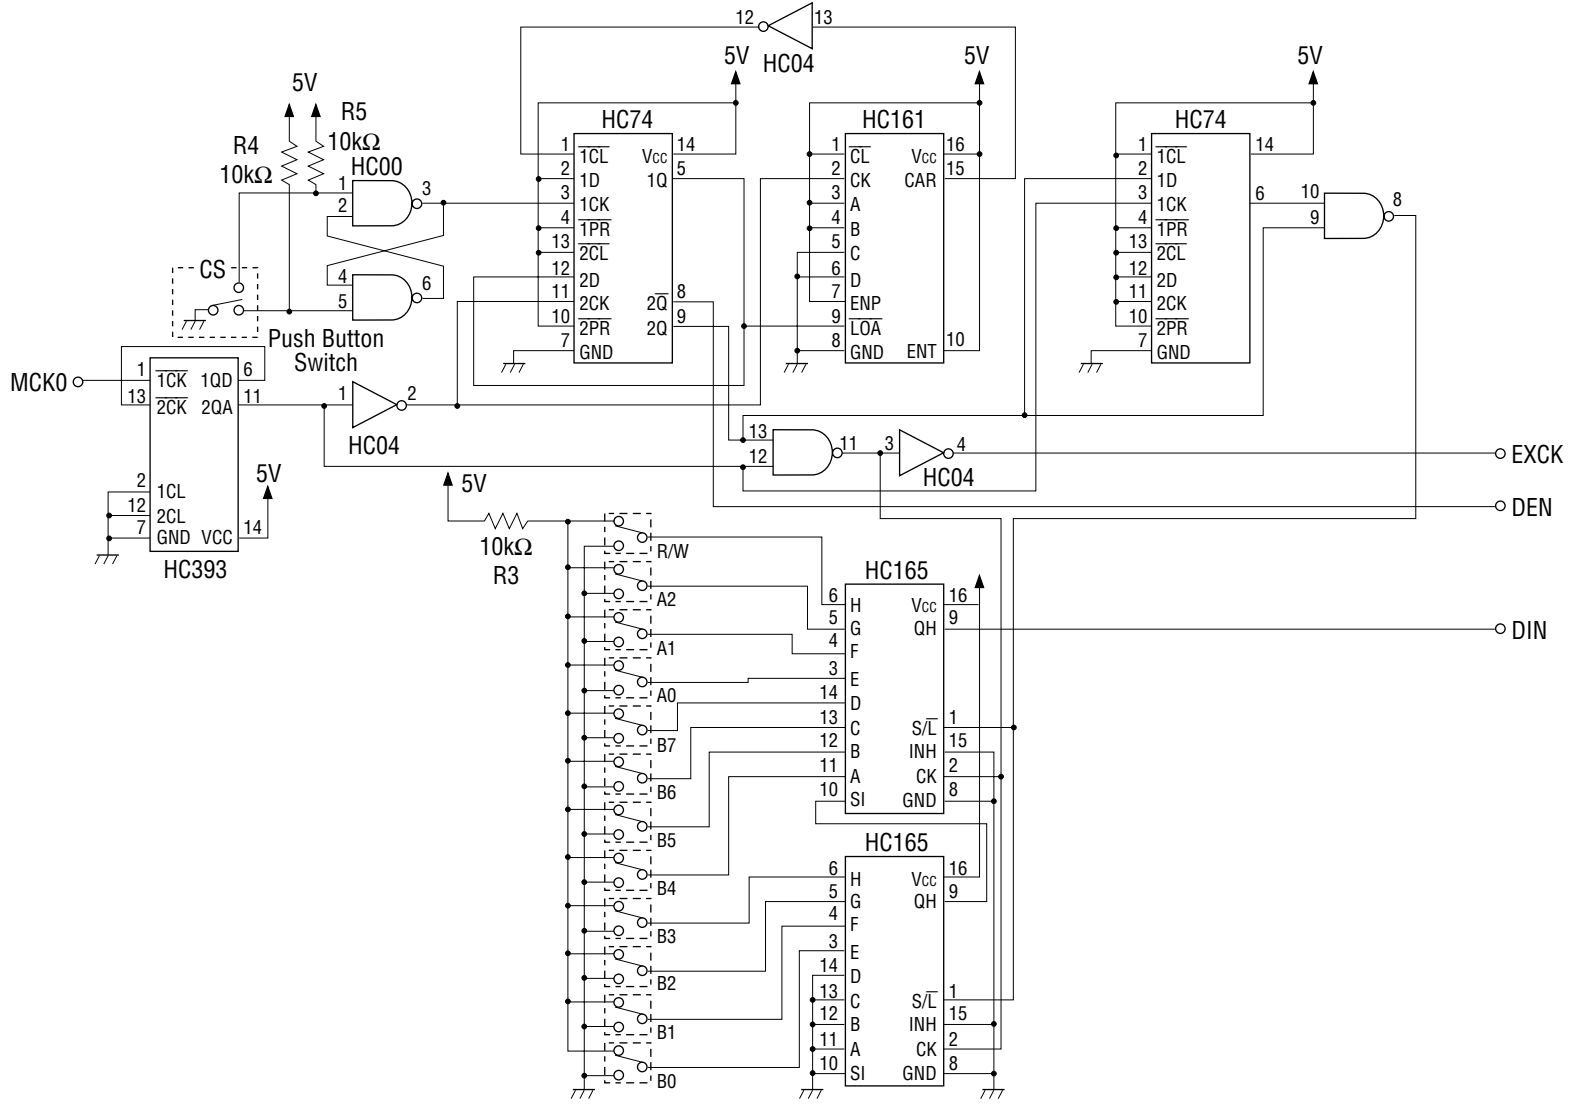 12 13
HC04
5V 5V 5V
5V
R5
10kΩ
R4
10kΩ
HC00
1 3
2
4 6
5
CS
Push Button
Switch
HC74
1 1CL VCC 14
2 1D 1Q 5
3 1CK
4 1PR
13 2CL
12 2D
11 2CK 2Q 8
10 2PR 2Q 9
7 GND
HC161
1 CL VCC 16
2 CK CAR 15
3 A
4 B
5 C
6 D
7 ENP
9 LOA
8 GND ENT 10
HC74
1 1CL 14
2 1D
3 1CK 6
4 1PR
13 2CL
12 2D
11 2CK
10 2PR
7 GND
10 8
9
MCK0
1 1CK 1QD 6
13 2CK 2QA 11
2 1CL
12 2CL
7 GND VCC 14
5V
HC393
1 2
HC04
13 11
12
3 4
HC04
EXCK
DEN
DIN
5V
10kΩ
R3
R/W
A2
A1
A0
B7
B6
B5
B4
B3
B2
B1
B0
HC165
6 H VCC 16
5 G QH 9
4 F
3 E
14 D
13 C S/L 1
12 B INH 15
11 A CK 2
10 SI GND 8
HC165
6 H VCC 16
5 G QH 9
4 F
3 E
14 D
13 C S/L 1
12 B INH 15
11 A CK 2
10 SI GND 8